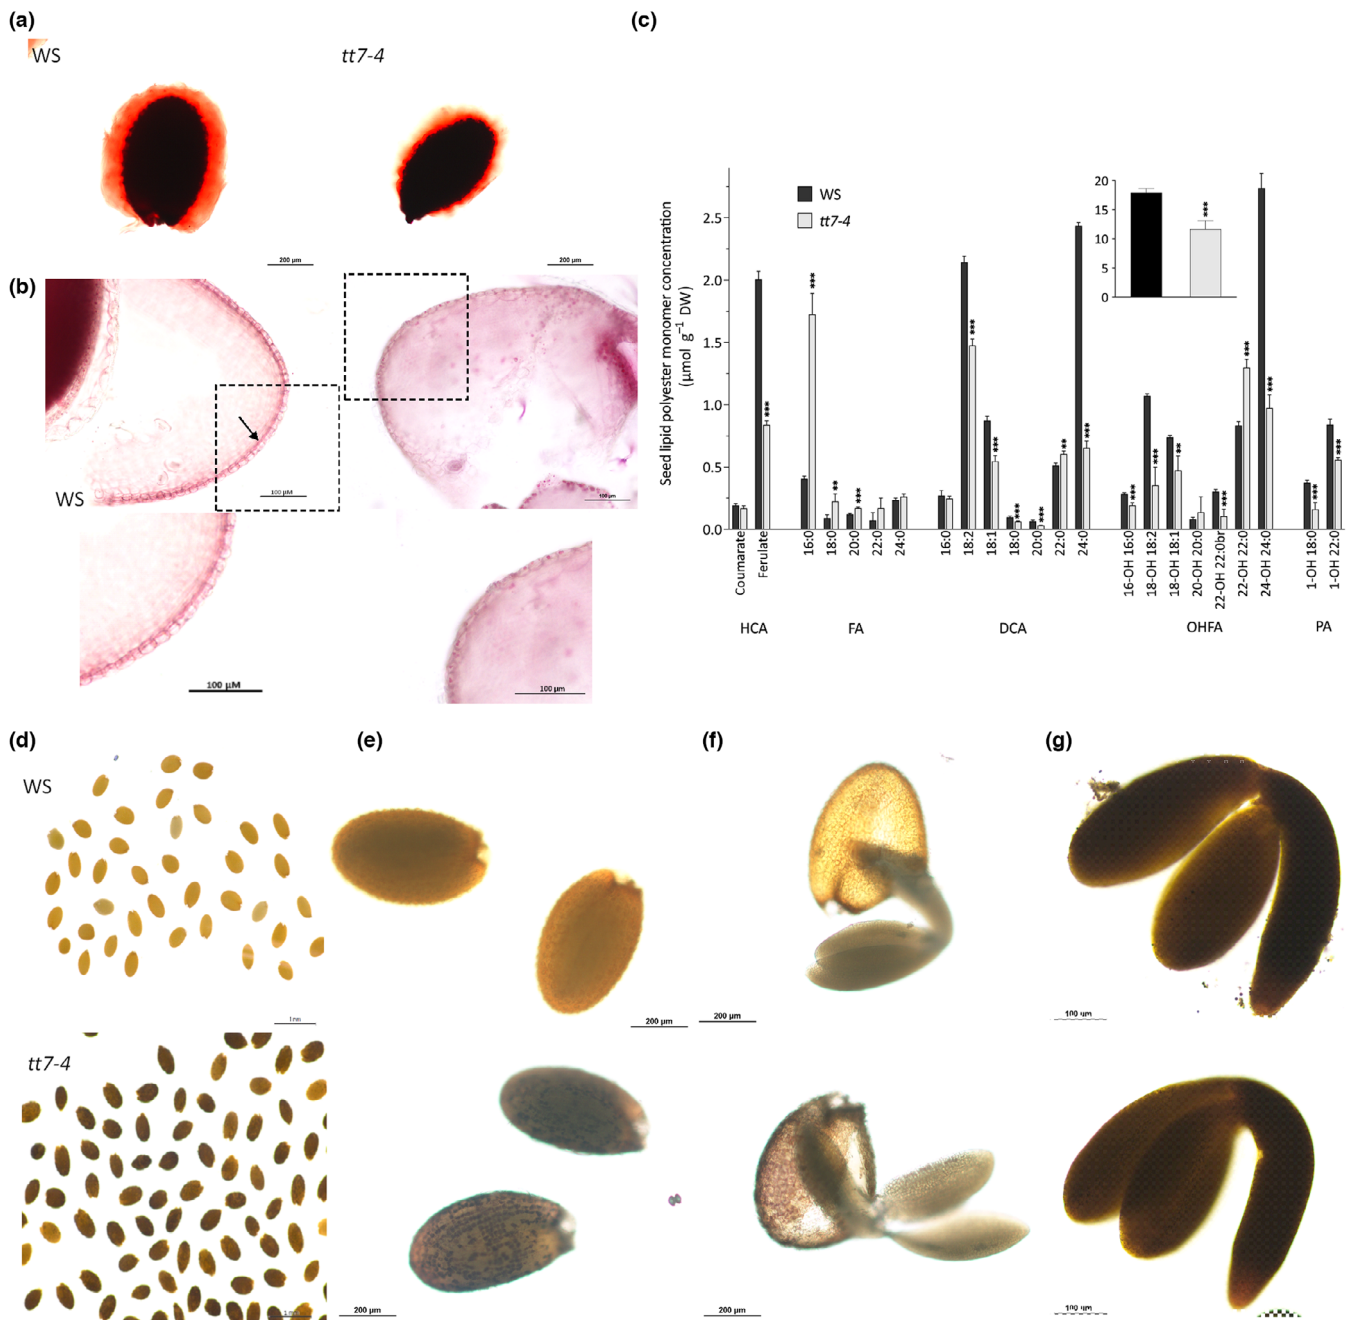 (a)
WS
tt7-4
200 μm
200 μm
(b)
WS
100 μM
100 μm
100 μM
100 μm
(c)
Seed lipid polyester monomer concentration
(μmol g⁻¹ DW)
2.5
2.0
1.5
1.0
0.5
0.0
WS
tt7-4
20
15
10
5
0
***
*** *** ** *** *** *** *** *** ** *** *** ** *** *** *** *** ***
Coumarate
Ferulate
16:0
18:0
20:0
22:0
24:0
16:0
18:2
18:1
18:0
20:0
22:0
24:0
16-OH 16:0
18-OH 18:2
18-OH 18:1
20-OH 20:0
22-OH 22:0br
22-OH 22:0
24-OH 24:0
1-OH 18:0
1-OH 22:0
HCA
FA
DCA
OHFA
PA
(d)
WS
1 mm
tt7-4
1 mm
(e)
200 μm
200 μm
(f)
200 μm
200 μm
(g)
100 μm
100 μm